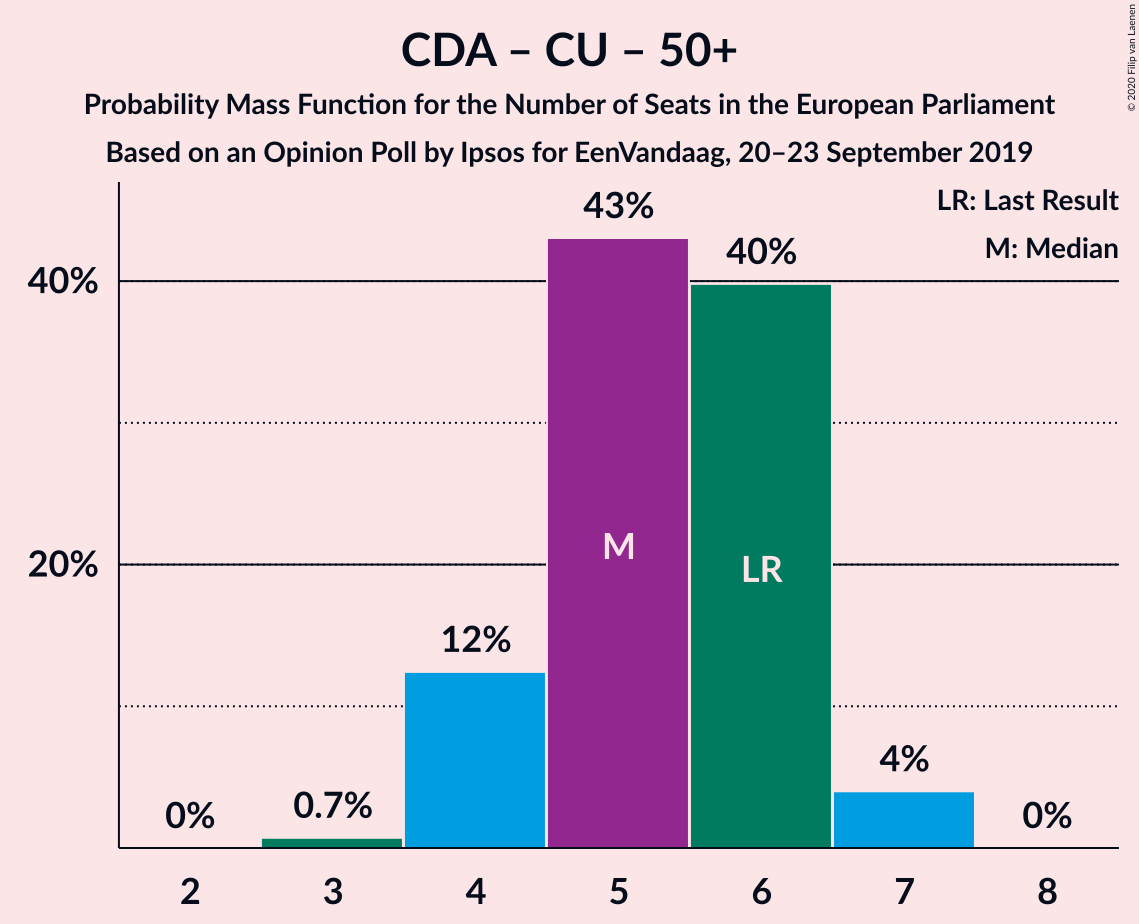 CDA – CU – 50+
Probability Mass Function for the Number of Seats in the European Parliament
Based on an Opinion Poll by Ipsos for EenVandaag, 20–23 September 2019
© 2020 Filip van Laenen
LR: Last Result
M: Median
43%
40%
40%
M
20%
LR
12%
4%
0%
0.7%
0%
2
3
4
5
6
7
8